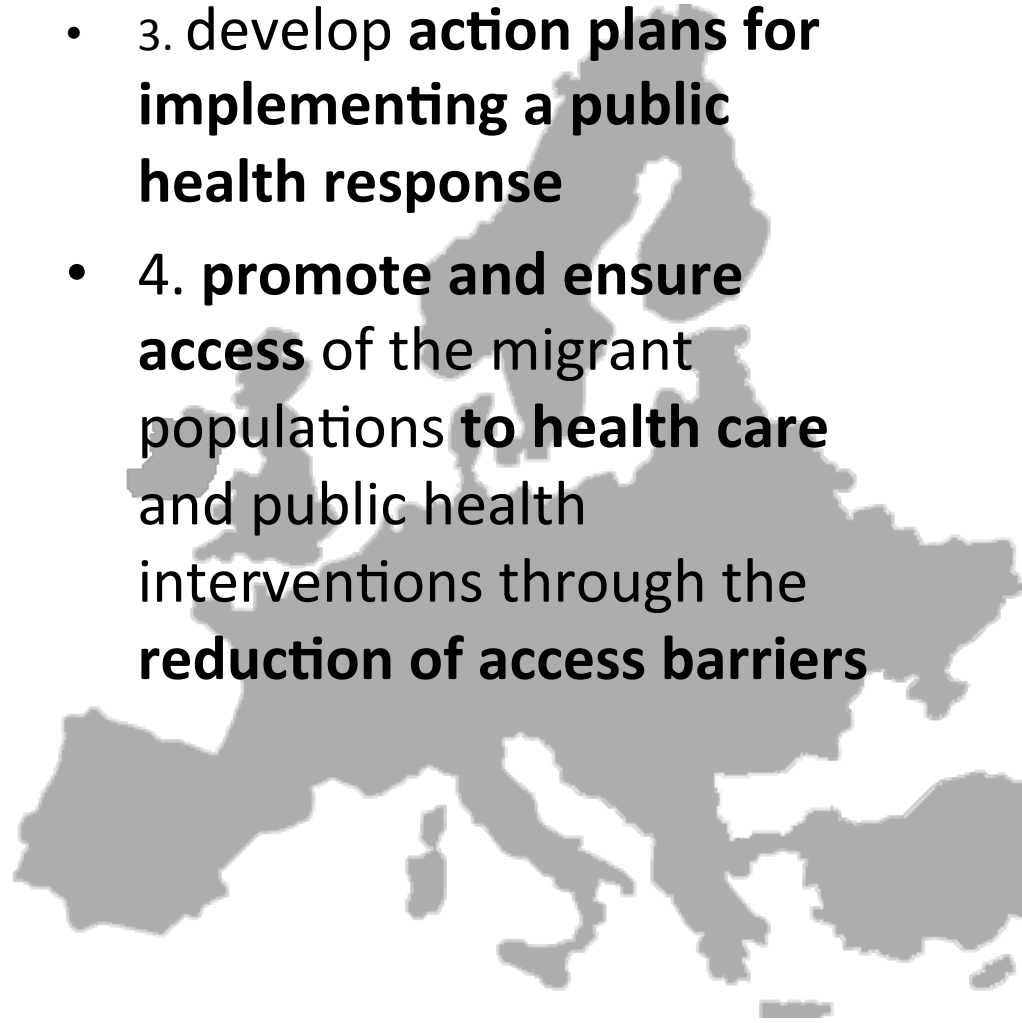 • 3. develop action plans for
implementing a public
health response
• 4. promote and ensure
access of the migrant
populations to health care
and public health
interventions through the
reduction of access barriers